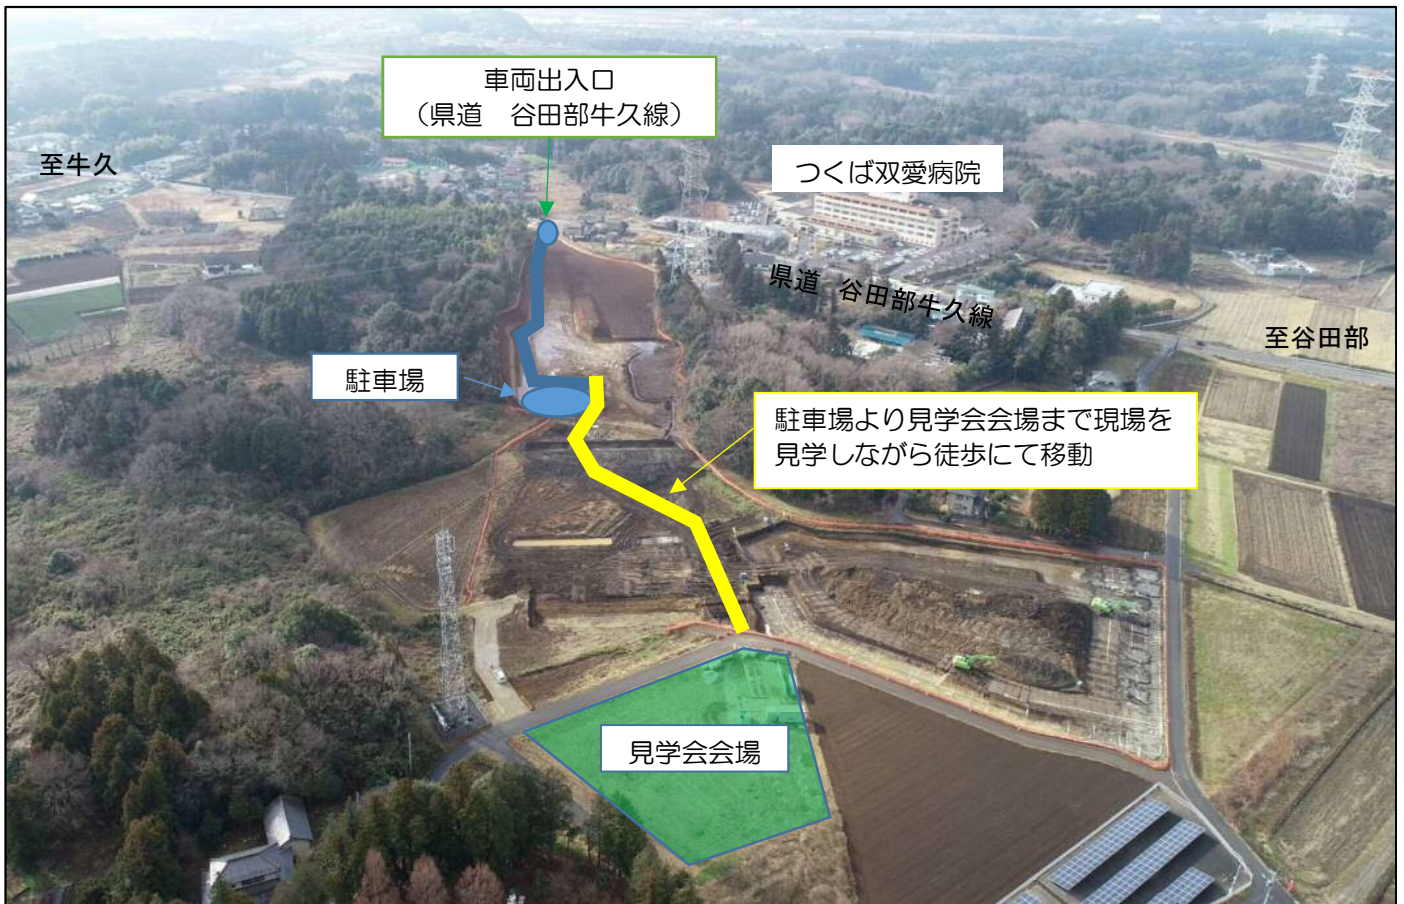 車両出入口
（県道　谷田部牛久線）
至牛久
つくば双愛病院
県道　谷田部牛久線
至谷田部
駐車場
駐車場より見学会会場まで現場を
見学しながら徒歩にて移動
見学会会場